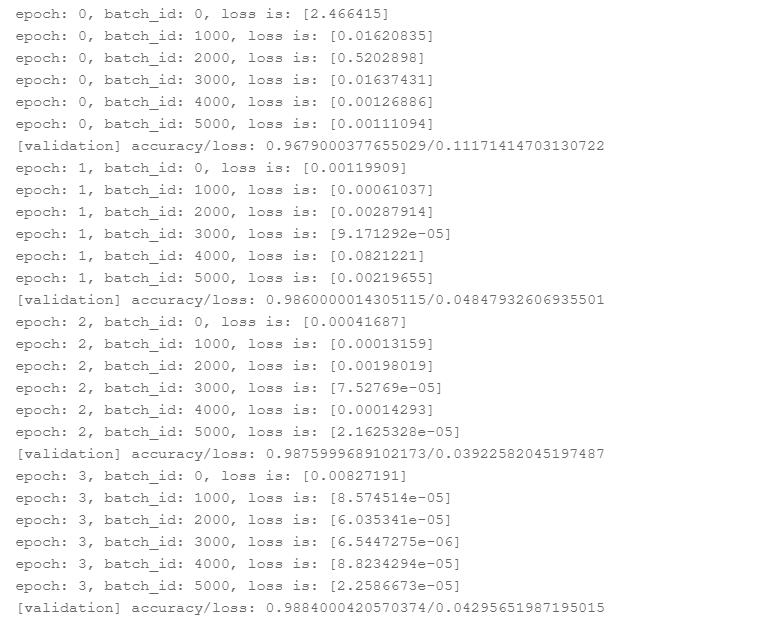 epoch: 0, batch_id: 0, loss is: [2.466415]
epoch: 0, batch_id: 1000, loss is: [0.01620835]
epoch: 0, batch_id: 2000, loss is: [0.5202898]
epoch: 0, batch_id: 3000, loss is: [0.01637431]
epoch: 0, batch_id: 4000, loss is: [0.00126886]
epoch: 0, batch_id: 5000, loss is: [0.00111094]
[validation] accuracy/loss: 0.9679000377655029/0.11171414703130722
epoch: 1, batch_id: 0, loss is: [0.00119909]
epoch: 1, batch_id: 1000, loss is: [0.00061037]
epoch: 1, batch_id: 2000, loss is: [0.00287914]
epoch: 1, batch_id: 3000, loss is: [9.171292e-05]
epoch: 1, batch_id: 4000, loss is: [0.0821221]
epoch: 1, batch_id: 5000, loss is: [0.00219655]
[validation] accuracy/loss: 0.9860000014305115/0.04847932606935501
epoch: 2, batch_id: 0, loss is: [0.00041687]
epoch: 2, batch_id: 1000, loss is: [0.00013159]
epoch: 2, batch_id: 2000, loss is: [0.00198019]
epoch: 2, batch_id: 3000, loss is: [7.52769e-05]
epoch: 2, batch_id: 4000, loss is: [0.00014293]
epoch: 2, batch_id: 5000, loss is: [2.1625328e-05]
[validation] accuracy/loss: 0.9875999689102173/0.03922582045197487
epoch: 3, batch_id: 0, loss is: [0.00827191]
epoch: 3, batch_id: 1000, loss is: [8.574514e-05]
epoch: 3, batch_id: 2000, loss is: [6.035341e-05]
epoch: 3, batch_id: 3000, loss is: [6.5447275e-06]
epoch: 3, batch_id: 4000, loss is: [8.8234294e-05]
epoch: 3, batch_id: 5000, loss is: [2.2586673e-05]
[validation] accuracy/loss: 0.9884000420570374/0.04295651987195015